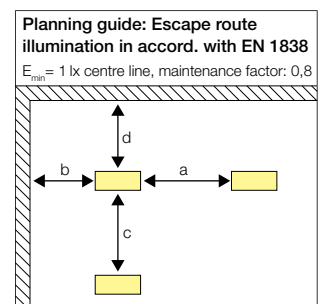 Planning guide: Escape route
illumination in accord. with EN 1838
Emin= 1 lx centre line, maintenance factor: 0,8
d
b
a
c